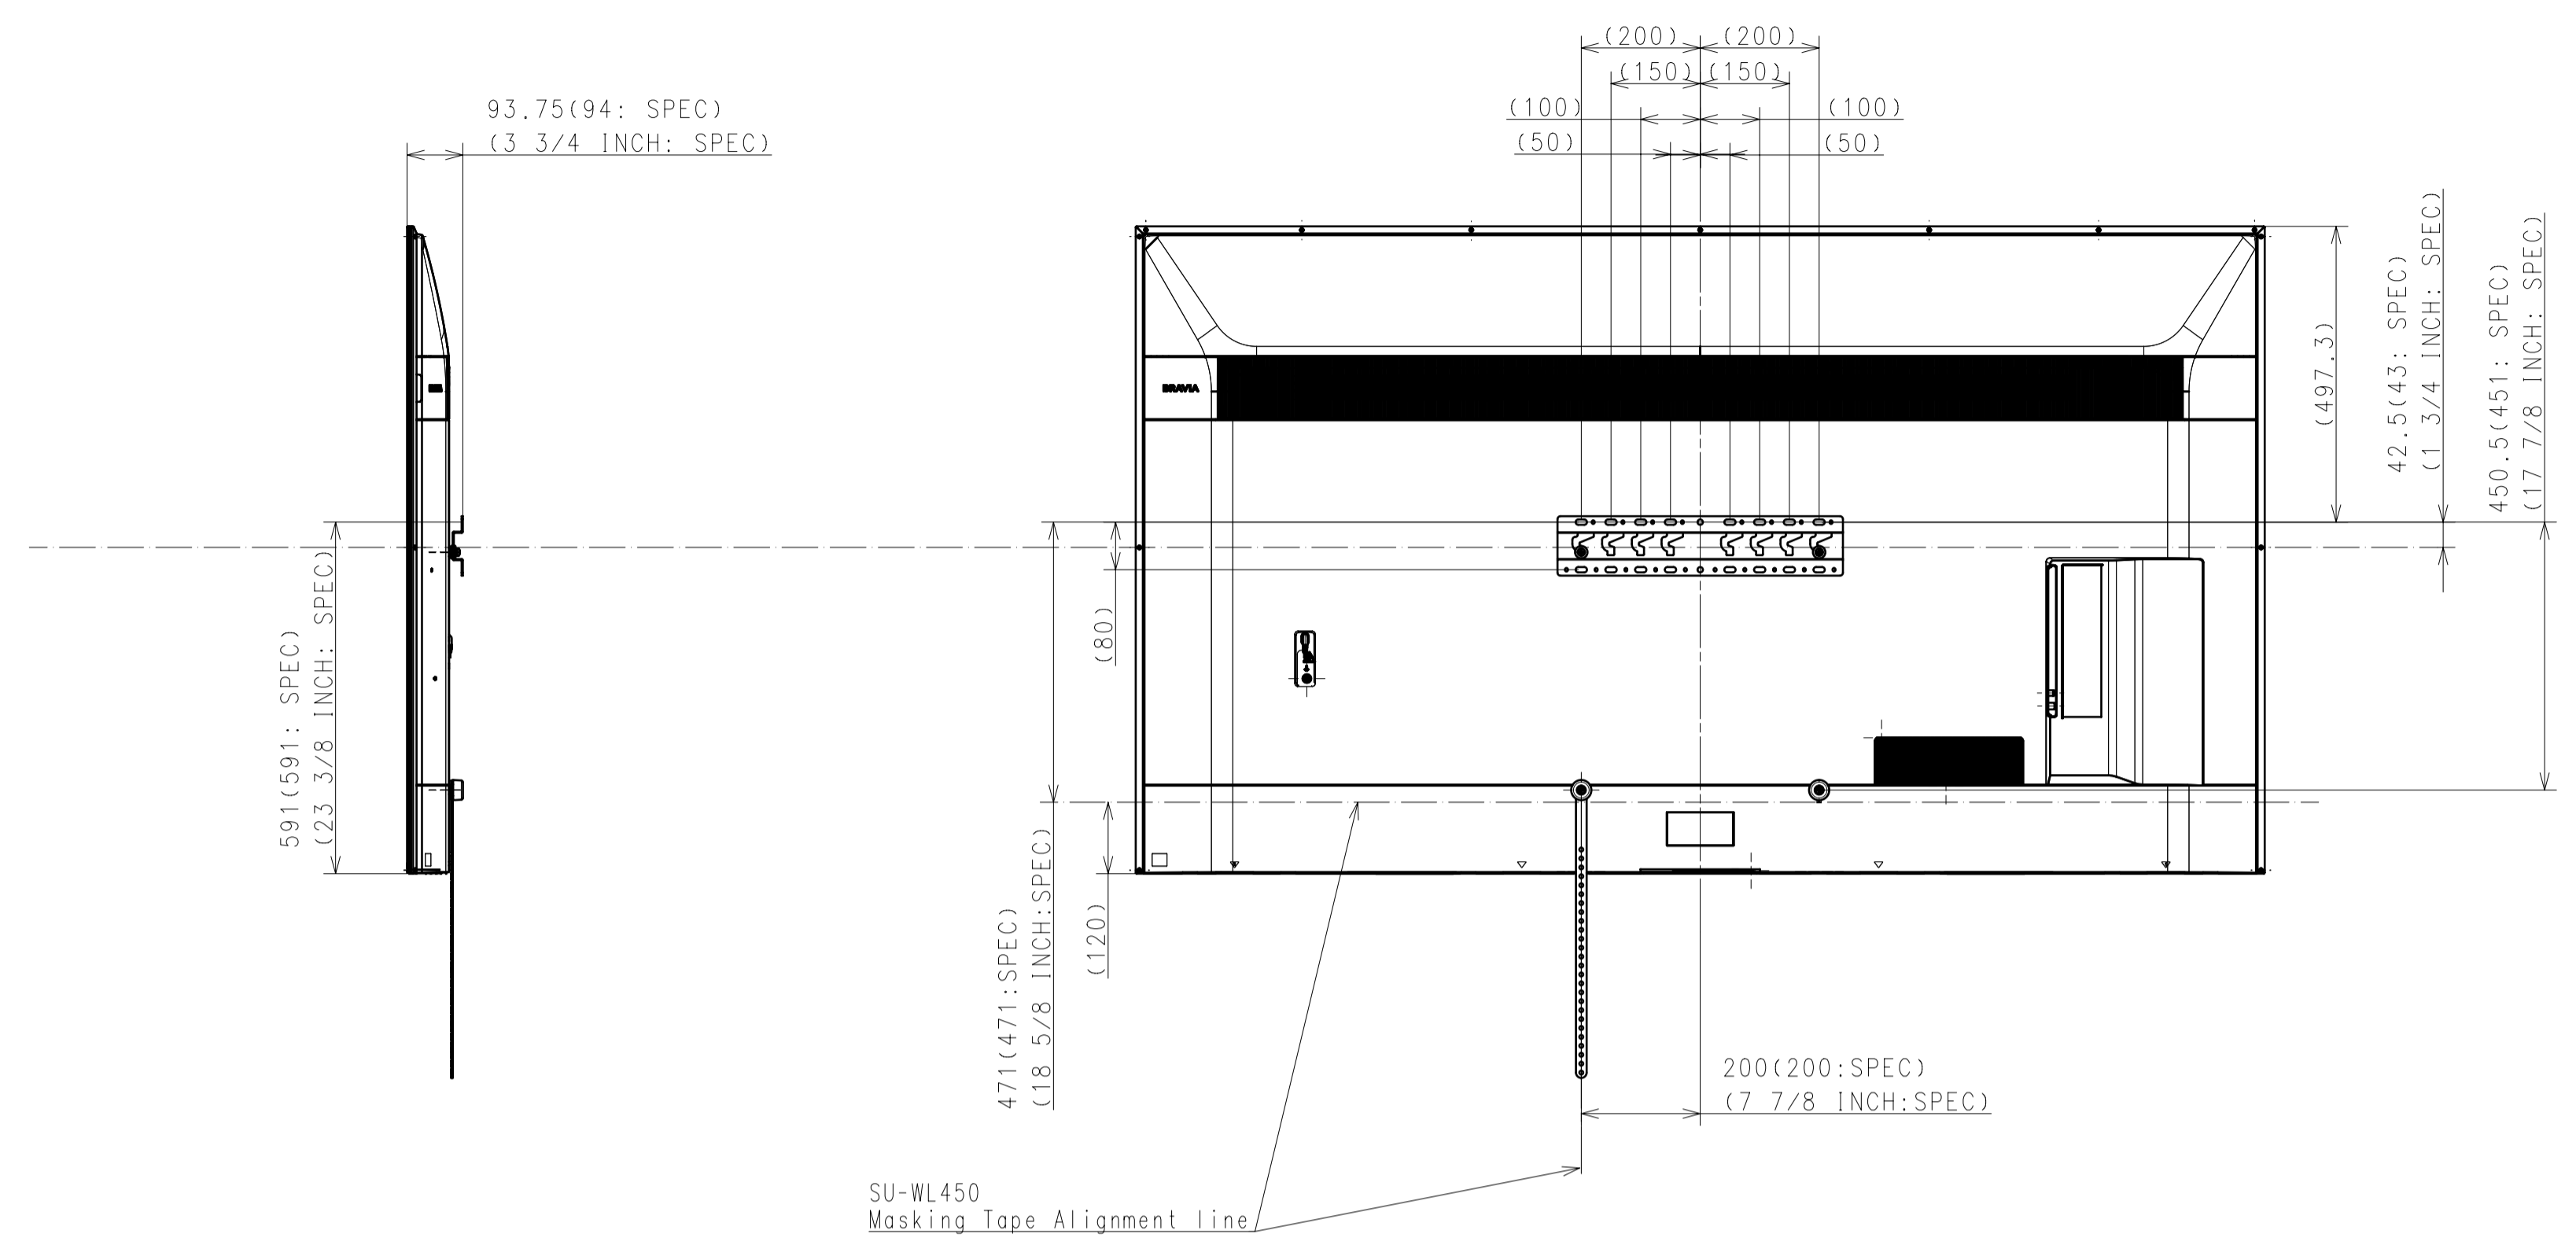 (200) (200)
(150) (150)
(100) (100)
(50) (50)
93.75(94: SPEC)
(3 3/4 INCH: SPEC)
BRAVIA
(497.3)
42.5(43: SPEC)
(1 3/4 INCH: SPEC)
450.5(451: SPEC)
(17 7/8 INCH: SPEC)
591(591: SPEC)
(23 3/8 INCH: SPEC)
(80)
471(471:SPEC)
(18 5/8 INCH:SPEC)
(120)
200(200:SPEC)
(7 7/8 INCH:SPEC)
SU-WL450
Masking Tape Alignment line